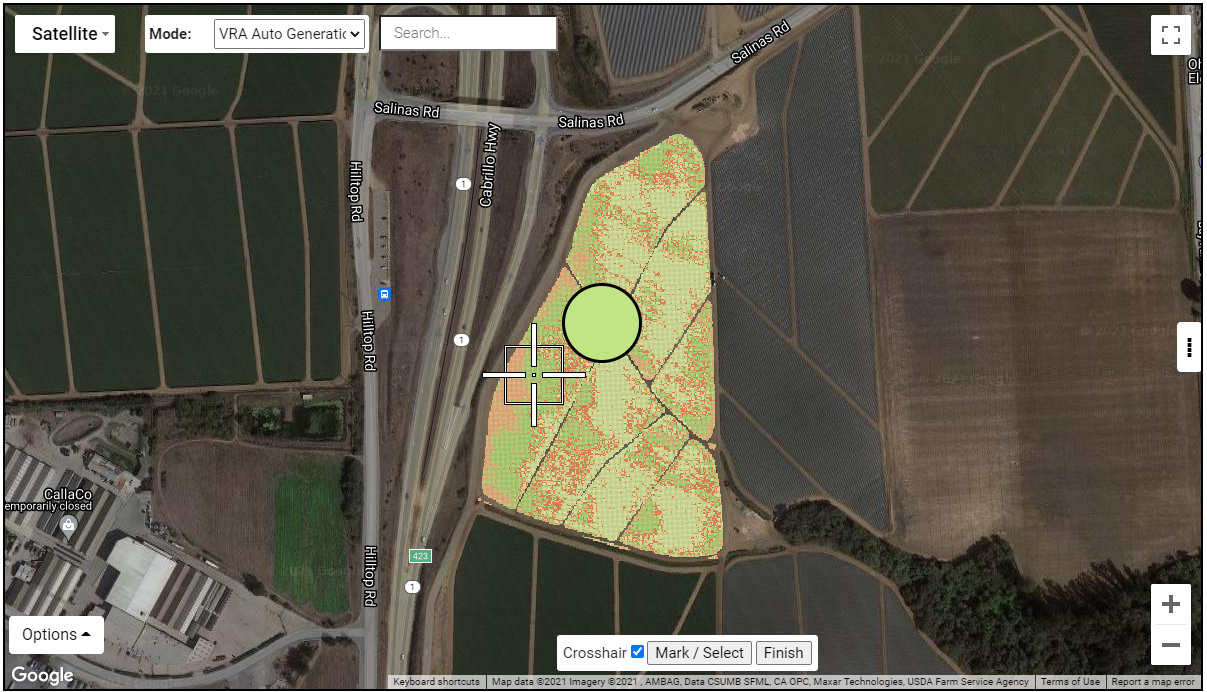 Satellite
Mode:
VRA Auto Generatic
Search...
Salinas Rd
Salinas Rd
Salinas Rd
Cabrillo Hwy
Hilltop Rd
1
© 2021 Google
2021 Google
Hilltop Rd
1
CallaCo
emporarily closed
423
1
Hilltop Rd
Options
Crosshair
Mark / Select
Finish
Google
Keyboard shortcuts
Map data ©2021 Imagery ©2021 , AMBAG, Data CSUMB SFML, CA OPC, Maxar Technologies, USDA Farm Service Agency
Terms of Use
Report a map error